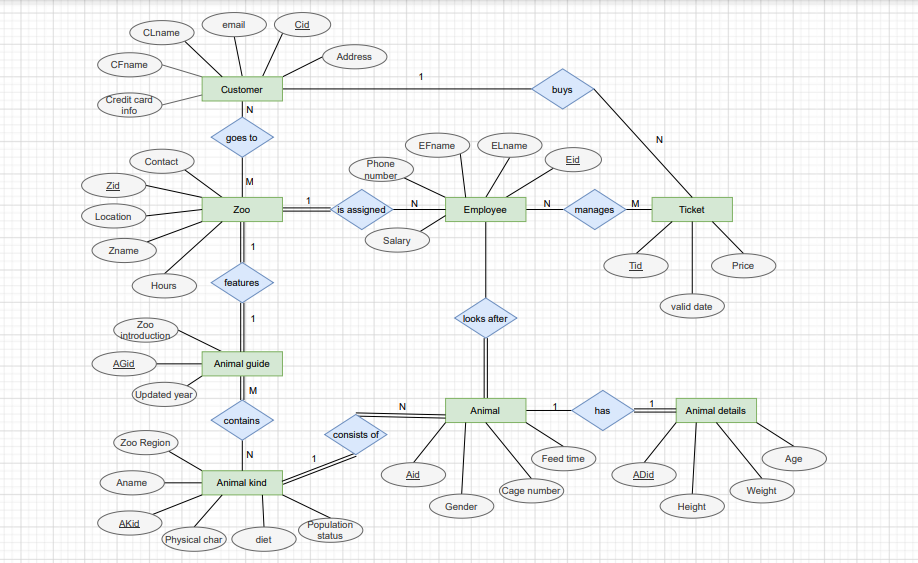 email
Cid
CLname
Address
CFname
1
Customer
buys
Credit card
info
N
goes to
N
EFname
ELname
Contact
Eid
Phone
number
M
Zid
1
N
N
M
Zoo
is assigned
Employee
manages
Ticket
Location
Salary
Zname
1
Tid
Price
Hours
features
valid date
1
looks after
Zoo
introduction
AGid
Animal guide
M
Updated year
N
1
1
Animal
has
Animal details
contains
consists of
Zoo Region
N
1
Feed time
Age
Aname
Animal kind
Aid
ADid
Cage number
Weight
Gender
Height
AKid
Physical char
diet
Population
status